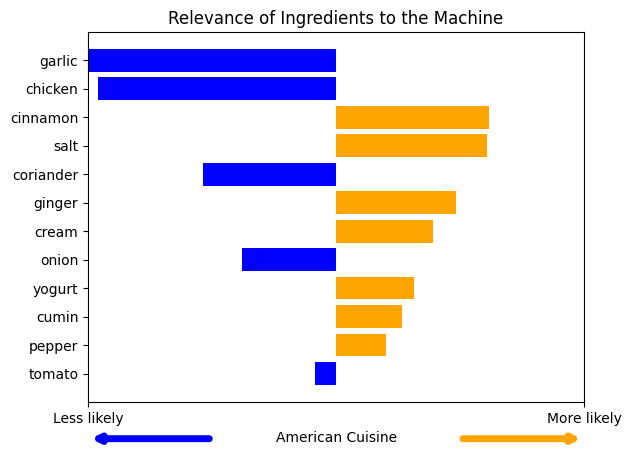 Relevance of Ingredients to the Machine
garlic
chicken
cinnamon
salt
coriander
ginger
cream
onion
yogurt
cumin
pepper
tomato
Less likely
More likely
American Cuisine